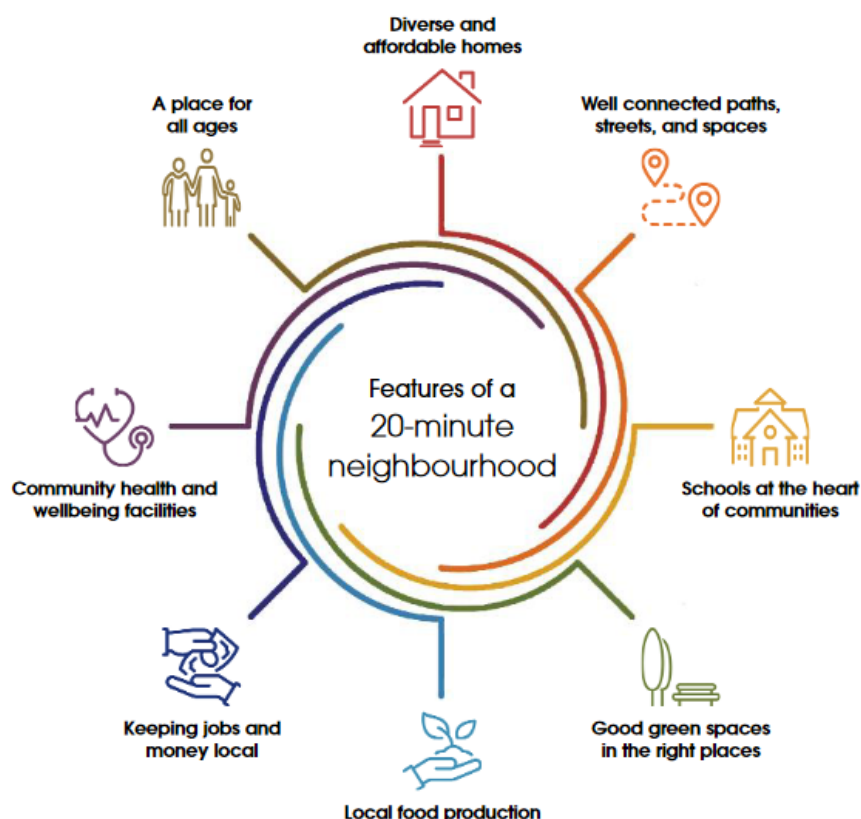 Diverse and
affordable homes
Well connected paths,
streets, and spaces
Schools at the heart
of communities
Good green spaces
in the right places
Local food production
Keeping jobs and
money local
Community health and
wellbeing facilities
A place for
all ages
Features of a
20-minute
neighbourhood